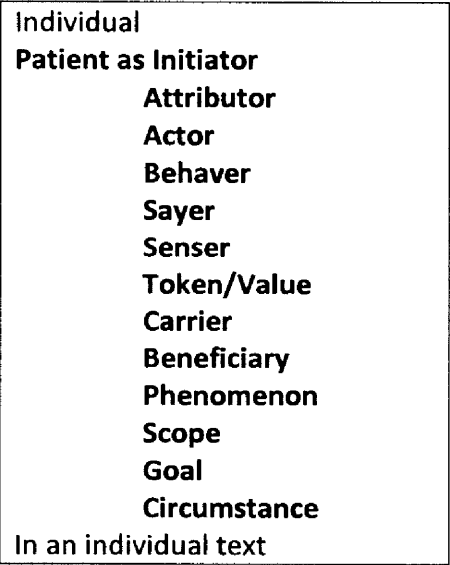 Individual
Patient as Initiator
Attributor
Actor
Behaver
Sayer
Senser
Token/Value
Carrier
Beneficiary
Phenomenon
Scope
Goal
Circumstance
In an individual text